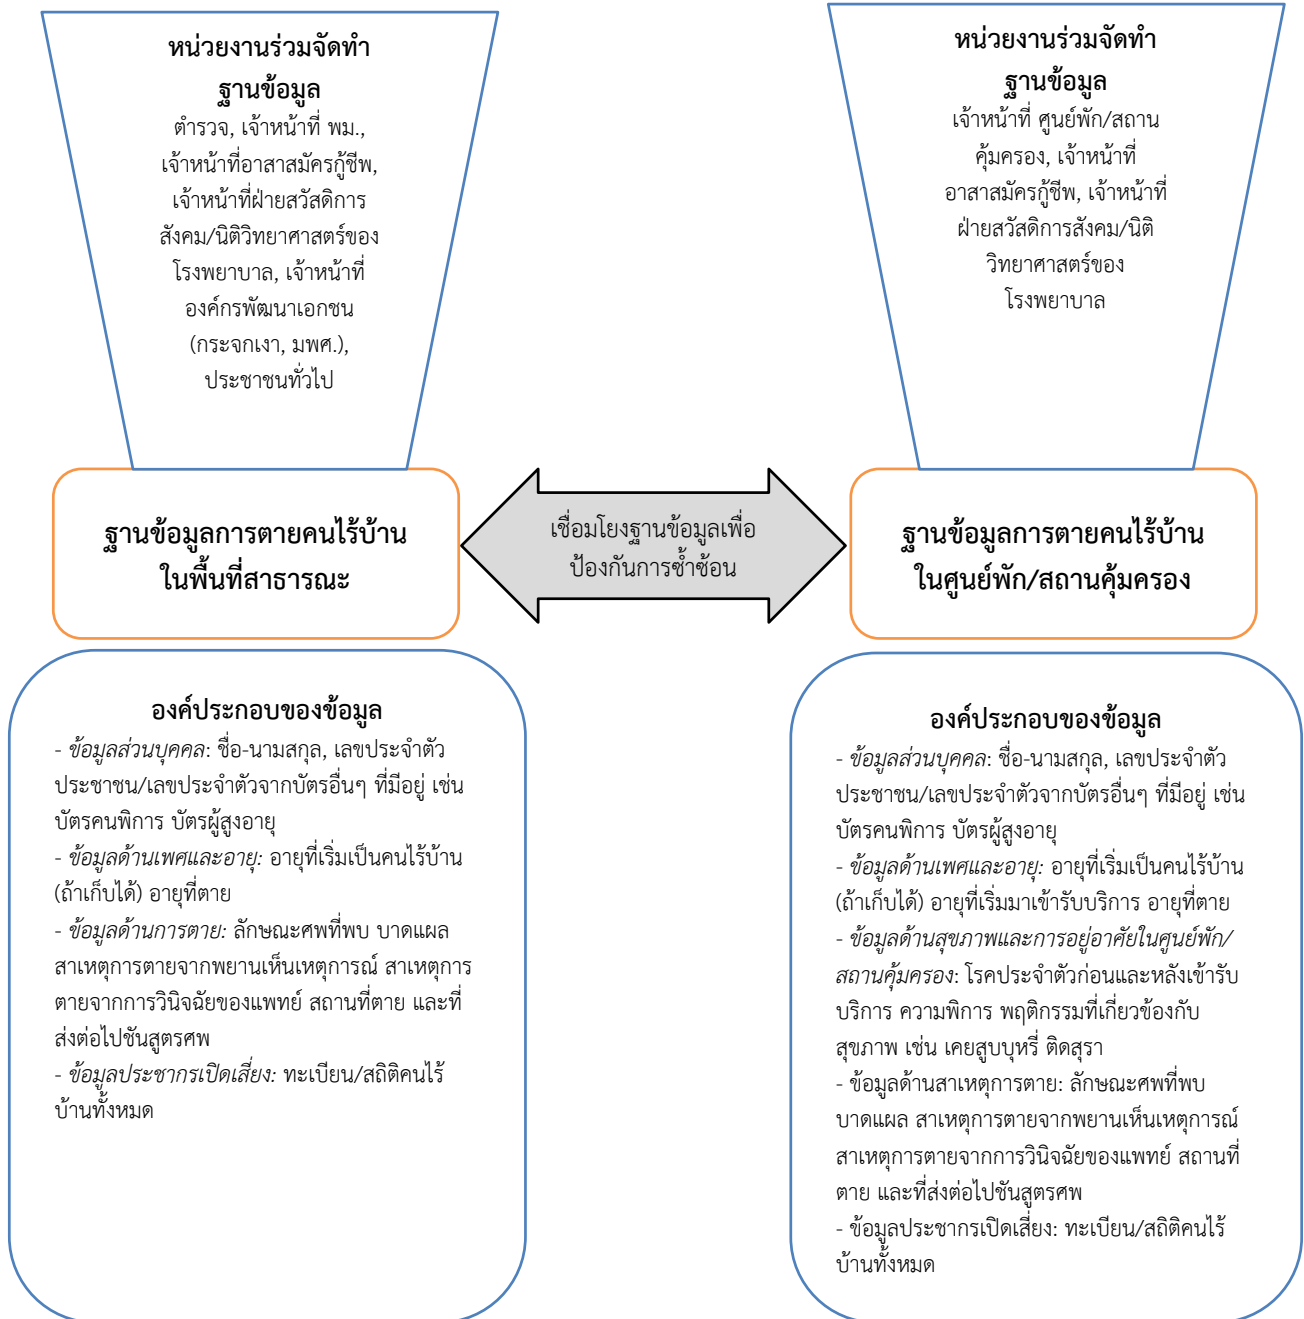 หน่วยงานร่วมจัดทำ
ฐานข้อมูล
ตำรวจ, เจ้าหน้าที่ พม.,
เจ้าหน้าที่อาสาสมัครกู้ชีพ,
เจ้าหน้าที่ฝ่ายสวัสดิการ
สังคม/นิติวิทยาศาสตร์ของ
โรงพยาบาล, เจ้าหน้าที่
องค์กรพัฒนาเอกชน
(กระจกเงา, มพศ.),
ประชาชนทั่วไป
หน่วยงานร่วมจัดทำ
ฐานข้อมูล
เจ้าหน้าที่ ศูนย์พัก/สถาน
คุ้มครอง, เจ้าหน้าที่
อาสาสมัครกู้ชีพ, เจ้าหน้าที่
ฝ่ายสวัสดิการสังคม/นิติ
วิทยาศาสตร์ของ
โรงพยาบาล
ฐานข้อมูลการตายคนไร้บ้าน
ในพื้นที่สาธารณะ
เชื่อมโยงฐานข้อมูลเพื่อ
ป้องกันการซ้ำซ้อน
ฐานข้อมูลการตายคนไร้บ้าน
ในศูนย์พัก/สถานคุ้มครอง
องค์ประกอบของข้อมูล
- ข้อมูลส่วนบุคคล: ชื่อ-นามสกุล, เลขประจำตัว
ประชาชน/เลขประจำตัวจากบัตรอื่นๆ ที่มีอยู่ เช่น
บัตรคนพิการ บัตรผู้สูงอายุ
- ข้อมูลด้านเพศและอายุ: อายุที่เริ่มเป็นคนไร้บ้าน
(ถ้าเก็บได้) อายุที่ตาย
- ข้อมูลด้านการตาย: ลักษณะศพที่พบ บาดแผล
สาเหตุการตายจากพยานเห็นเหตุการณ์ สาเหตุการ
ตายจากการวินิจฉัยของแพทย์ สถานที่ตาย และที่
ส่งต่อไปชันสูตรศพ
- ข้อมูลประชากรเปิดเสี่ยง: ทะเบียน/สถิติคนไร้
บ้านทั้งหมด
องค์ประกอบของข้อมูล
- ข้อมูลส่วนบุคคล: ชื่อ-นามสกุล, เลขประจำตัว
ประชาชน/เลขประจำตัวจากบัตรอื่นๆ ที่มีอยู่ เช่น
บัตรคนพิการ บัตรผู้สูงอายุ
- ข้อมูลด้านเพศและอายุ: อายุที่เริ่มเป็นคนไร้บ้าน
(ถ้าเก็บได้) อายุที่เริ่มมาเข้ารับบริการ อายุที่ตาย
- ข้อมูลด้านสุขภาพและการอยู่อาศัยในศูนย์พัก/
สถานคุ้มครอง: โรคประจำตัวก่อนและหลังเข้ารับ
บริการ ความพิการ พฤติกรรมที่เกี่ยวข้องกับ
สุขภาพ เช่น เคยสูบบุหรี่ ติดสุรา
- ข้อมูลด้านสาเหตุการตาย: ลักษณะศพที่พบ
บาดแผล สาเหตุการตายจากพยานเห็นเหตุการณ์
สาเหตุการตายจากการวินิจฉัยของแพทย์ สถานที่
ตาย และที่ส่งต่อไปชันสูตรศพ
- ข้อมูลประชากรเปิดเสี่ยง: ทะเบียน/สถิติคนไร้
บ้านทั้งหมด